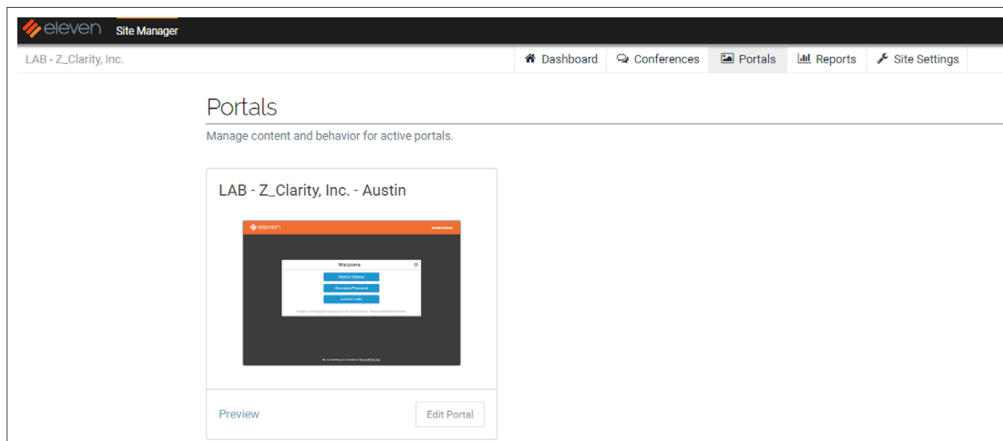 eleven Site Manager
LAB - Z_Clarity, Inc.
Dashboard Conferences Portals Reports Site Settings
Portals
Manage content and behavior for active portals.
LAB - Z_Clarity, Inc. - Austin
eleven
Welcome
Preview Edit Portal